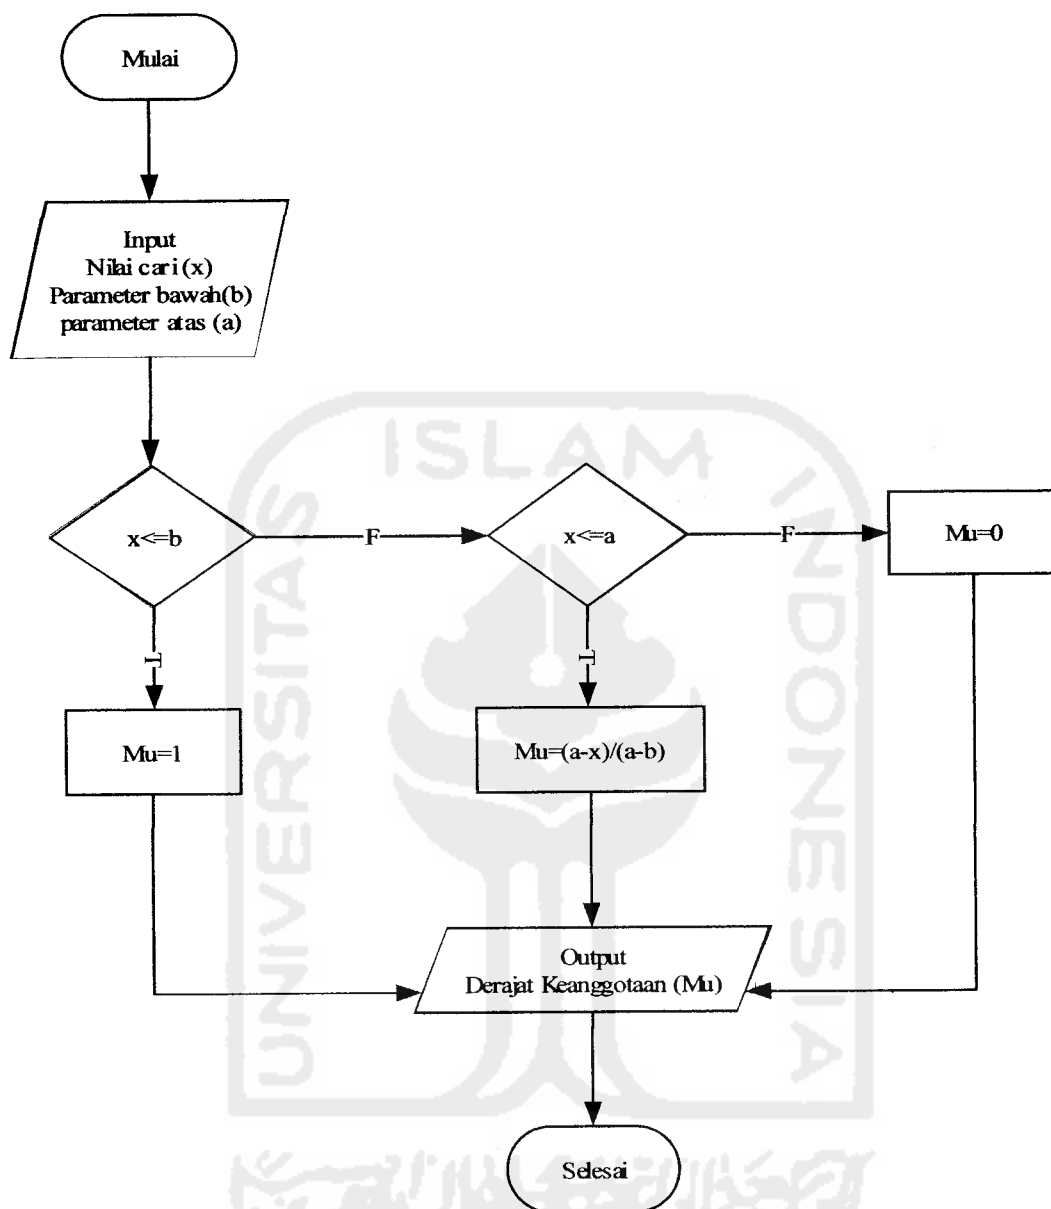 Mulai
Input
Nilai cari (x)
Parameter bawah(b)
parameter atas (a)
x<=b
F
x<=a
F
Mu=0
T
T
Mu=1
Mu=(a-x)/(a-b)
Output
Derajat Keanggotaan (Mu)
Selesai
UNIVERSITAS
ISLAM
INDONESIA